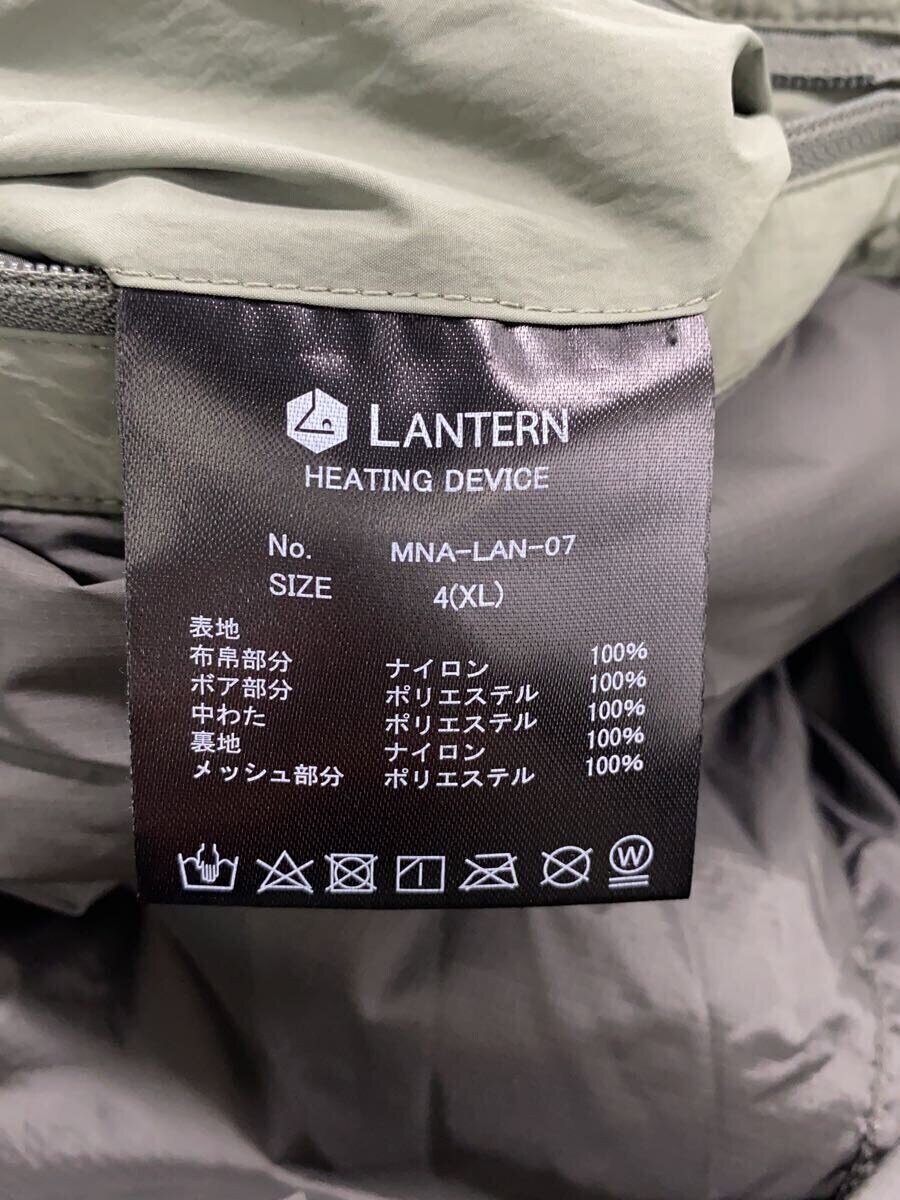 LANTERN
HEATING DEVICE
No. MNA-LAN-07
SIZE 4(XL)
表地
布帛部分 ナイロン 100%
ボア部分 ポリエステル 100%
中わた ポリエステル 100%
裏地 ナイロン 100%
メッシュ部分 ポリエステル 100%
W